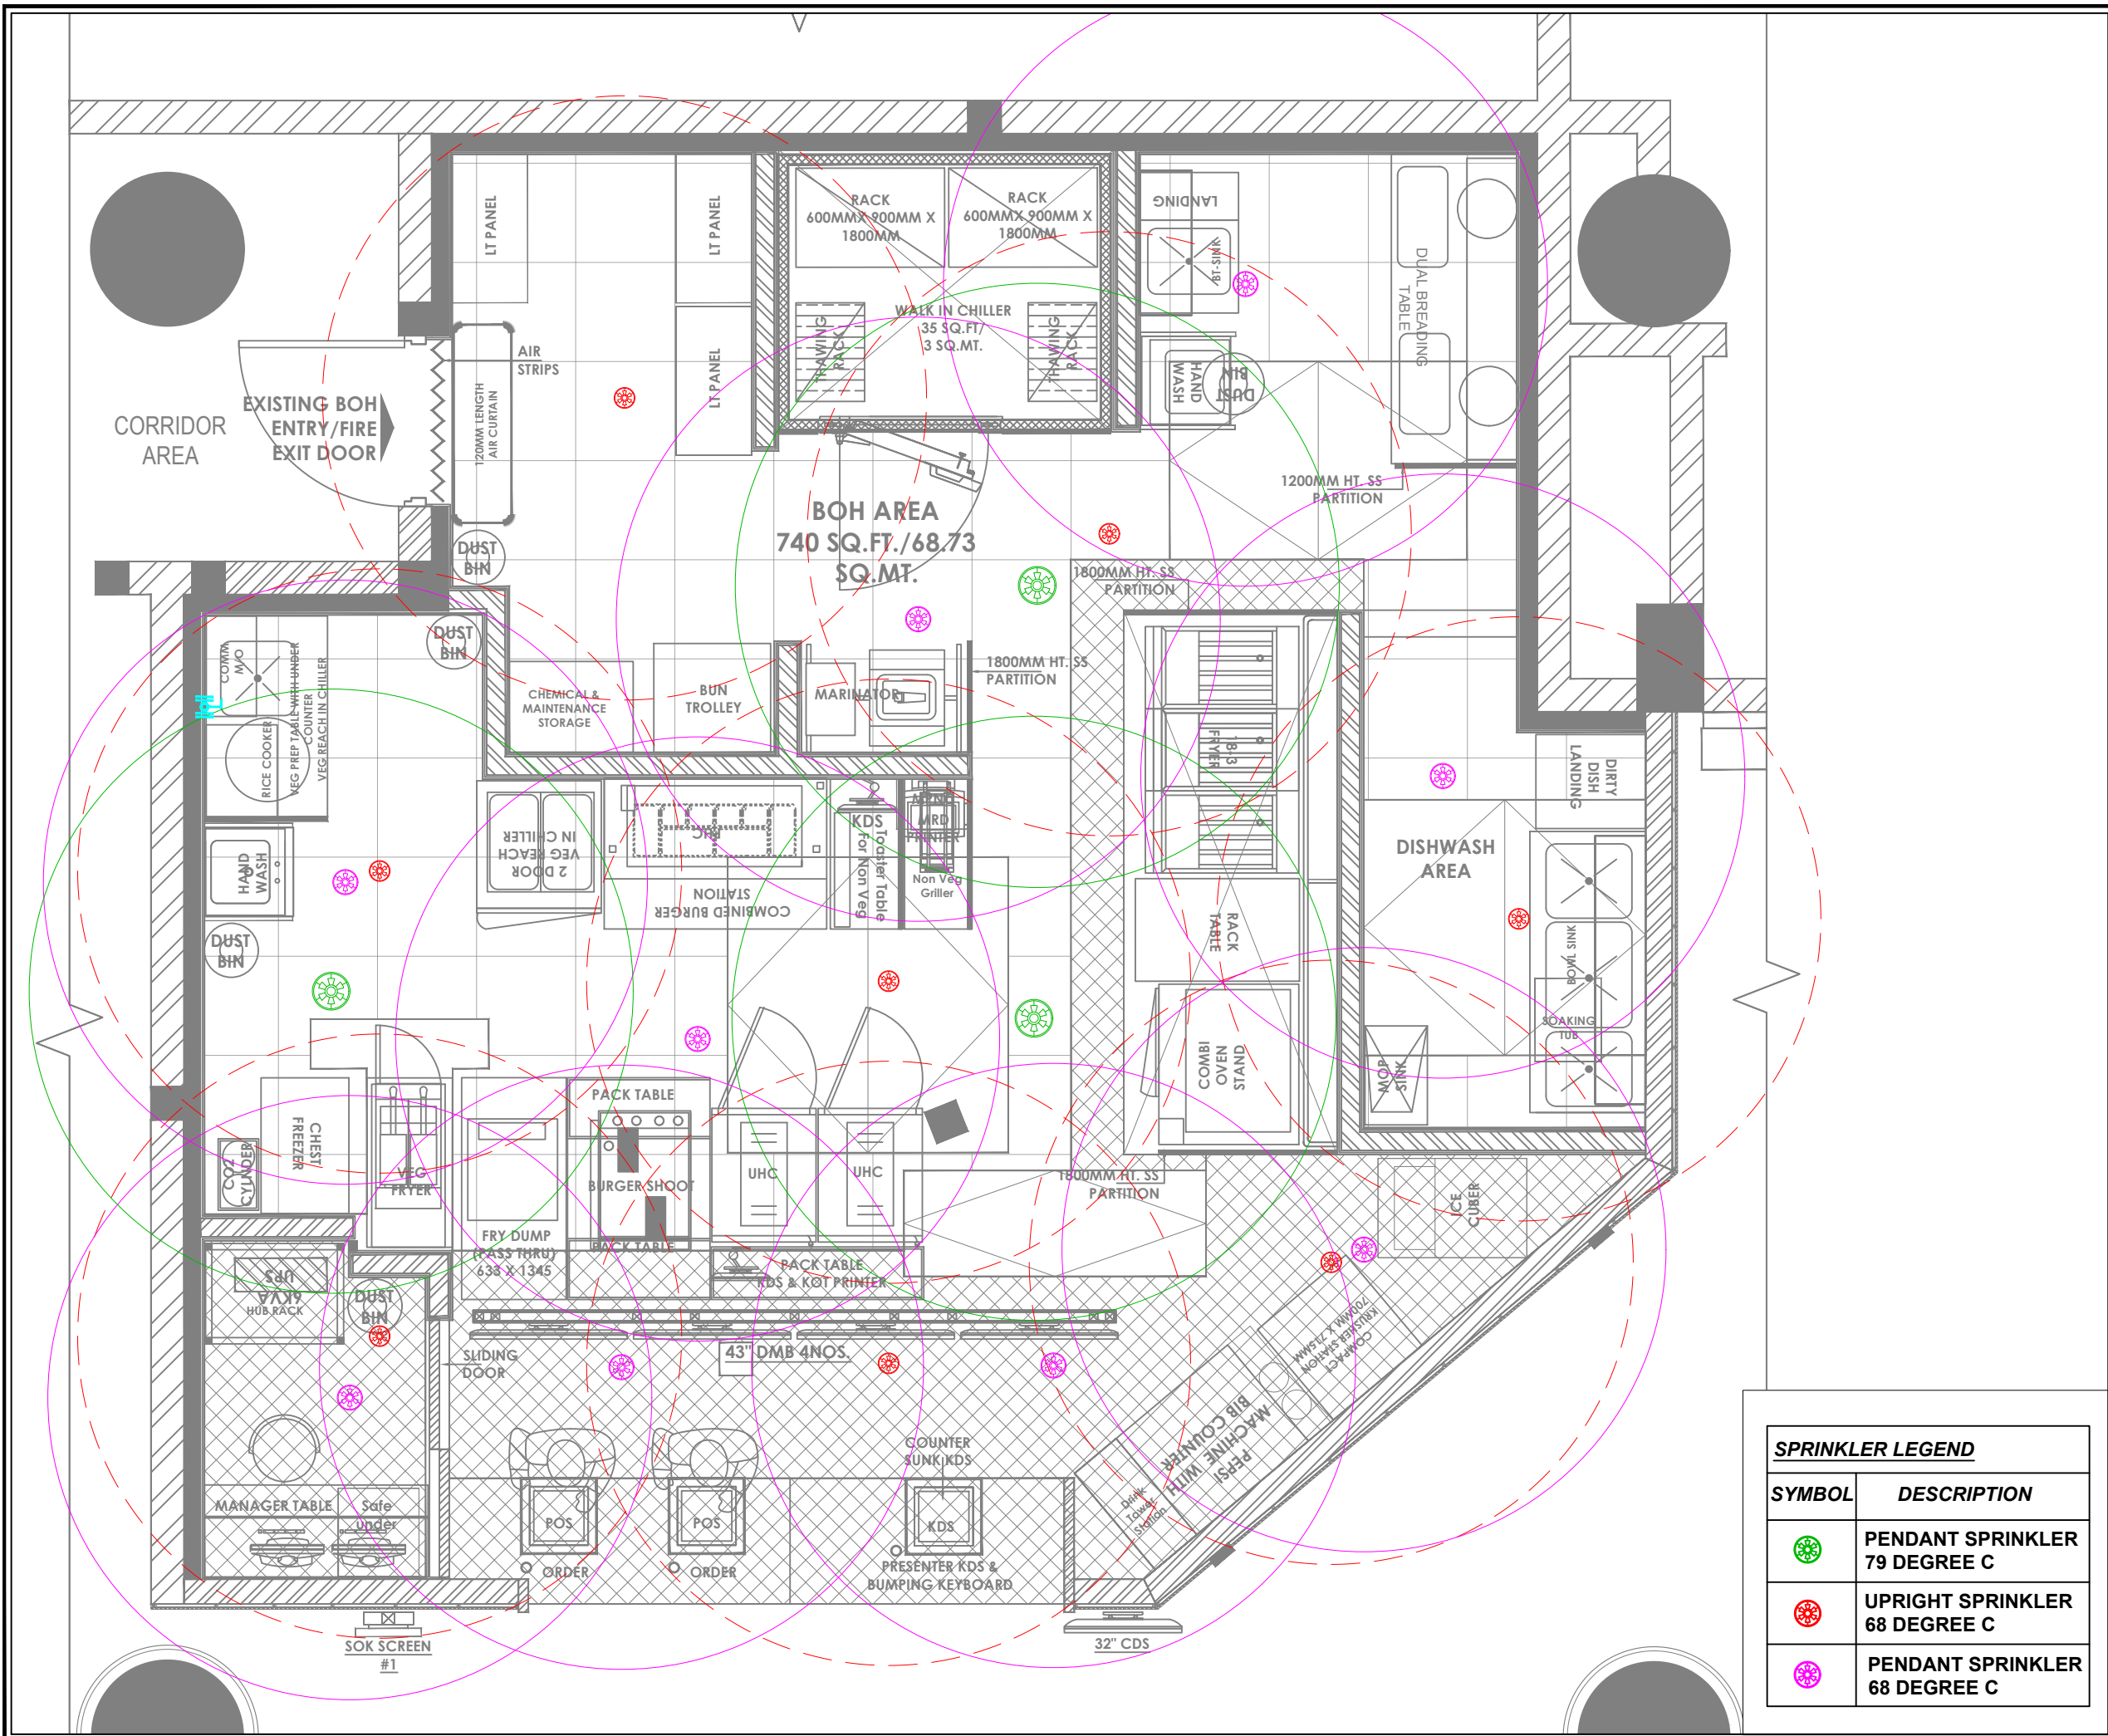 RACK
600MMX 900MM X
1800MM
RACK
600MMX 900MM X
1800MM
LT PANEL
LT PANEL
LT PANEL
LANDING
BT-SINK
DUAL BREADING
TABLE
WALK IN CHILLER
35 SQ.FT/
3 SQ.MT.
THAWING
RACK
THAWING
RACK
AIR
STRIPS
120MM LENGTH
AIR CURTAIN
HAND
WASH
DUST
BIN
CORRIDOR
AREA
EXISTING BOH
ENTRY/FIRE
EXIT DOOR
1200MM HT. SS
PARTITION
BOH AREA
740 SQ.FT./68.73
SQ.MT.
DUST
BIN
1800MM HT. SS
PARTITION
DUST
BIN
COMM
M/O
RICE COOKER
VEG PREP TABLE WITH UNDER
COUNTER
VEG REACH IN CHILLER
CHEMICAL &
MAINTENANCE
STORAGE
BUN
TROLLEY
MARINATOR
1800MM HT. SS
PARTITION
18-3
FRYER
LANDING
DISH
DIRTY
2 DOOR
VEG REACH
IN CHILLER
PIC
COMBINED BURGER
STATION
KDS
Toaster Table
For Non Veg
MRD
PRINTER
Non Veg
Griller
HAND
WASH
DISHWASH
AREA
RACK
TABLE
BOWL SINK
DUST
BIN
SOAKING
TUB
COMBI
OVEN
STAND
MOP
SINK
CHEST
FREEZER
CO2
CYLINDER
VEG
FRYER
PACK TABLE
BURGER SHOOT
PACK TABLE
UHC
UHC
1800MM HT. SS
PARTITION
ICE
CUBER
FRY DUMP
(PASS THRU)
633 X 1345
PACK TABLE
KDS & KOT PRINTER
6KVA
UPS
HUB RACK
DUST
BIN
SLIDING
DOOR
43" DMB 4NOS.
COMPACT
KRUSHER STATION
700MM X 715MM
PEPSI
MACHINE WITH
BIB COUNTER
Drink
Tower
Station
COUNTER
SUNK KDS
MANAGER TABLE
Safe
under
POS
POS
KDS
ORDER
ORDER
PRESENTER KDS &
BUMPING KEYBOARD
SOK SCREEN
#1
32" CDS
SPRINKLER LEGEND
SYMBOL DESCRIPTION
PENDANT SPRINKLER
79 DEGREE C
UPRIGHT SPRINKLER
68 DEGREE C
PENDANT SPRINKLER
68 DEGREE C